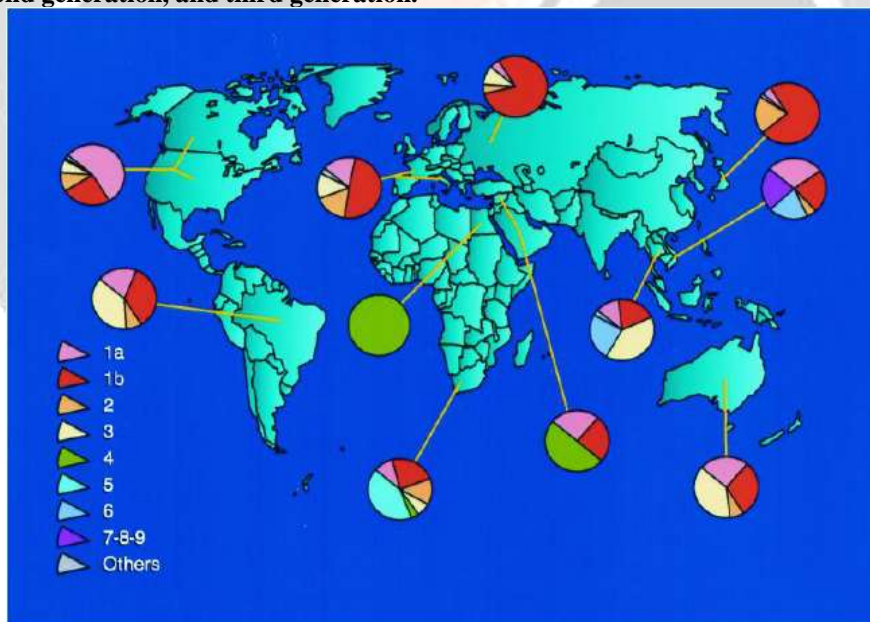 ond generation, and third generation.
1a
1b
2
3
4
5
6
7-8-9
Others